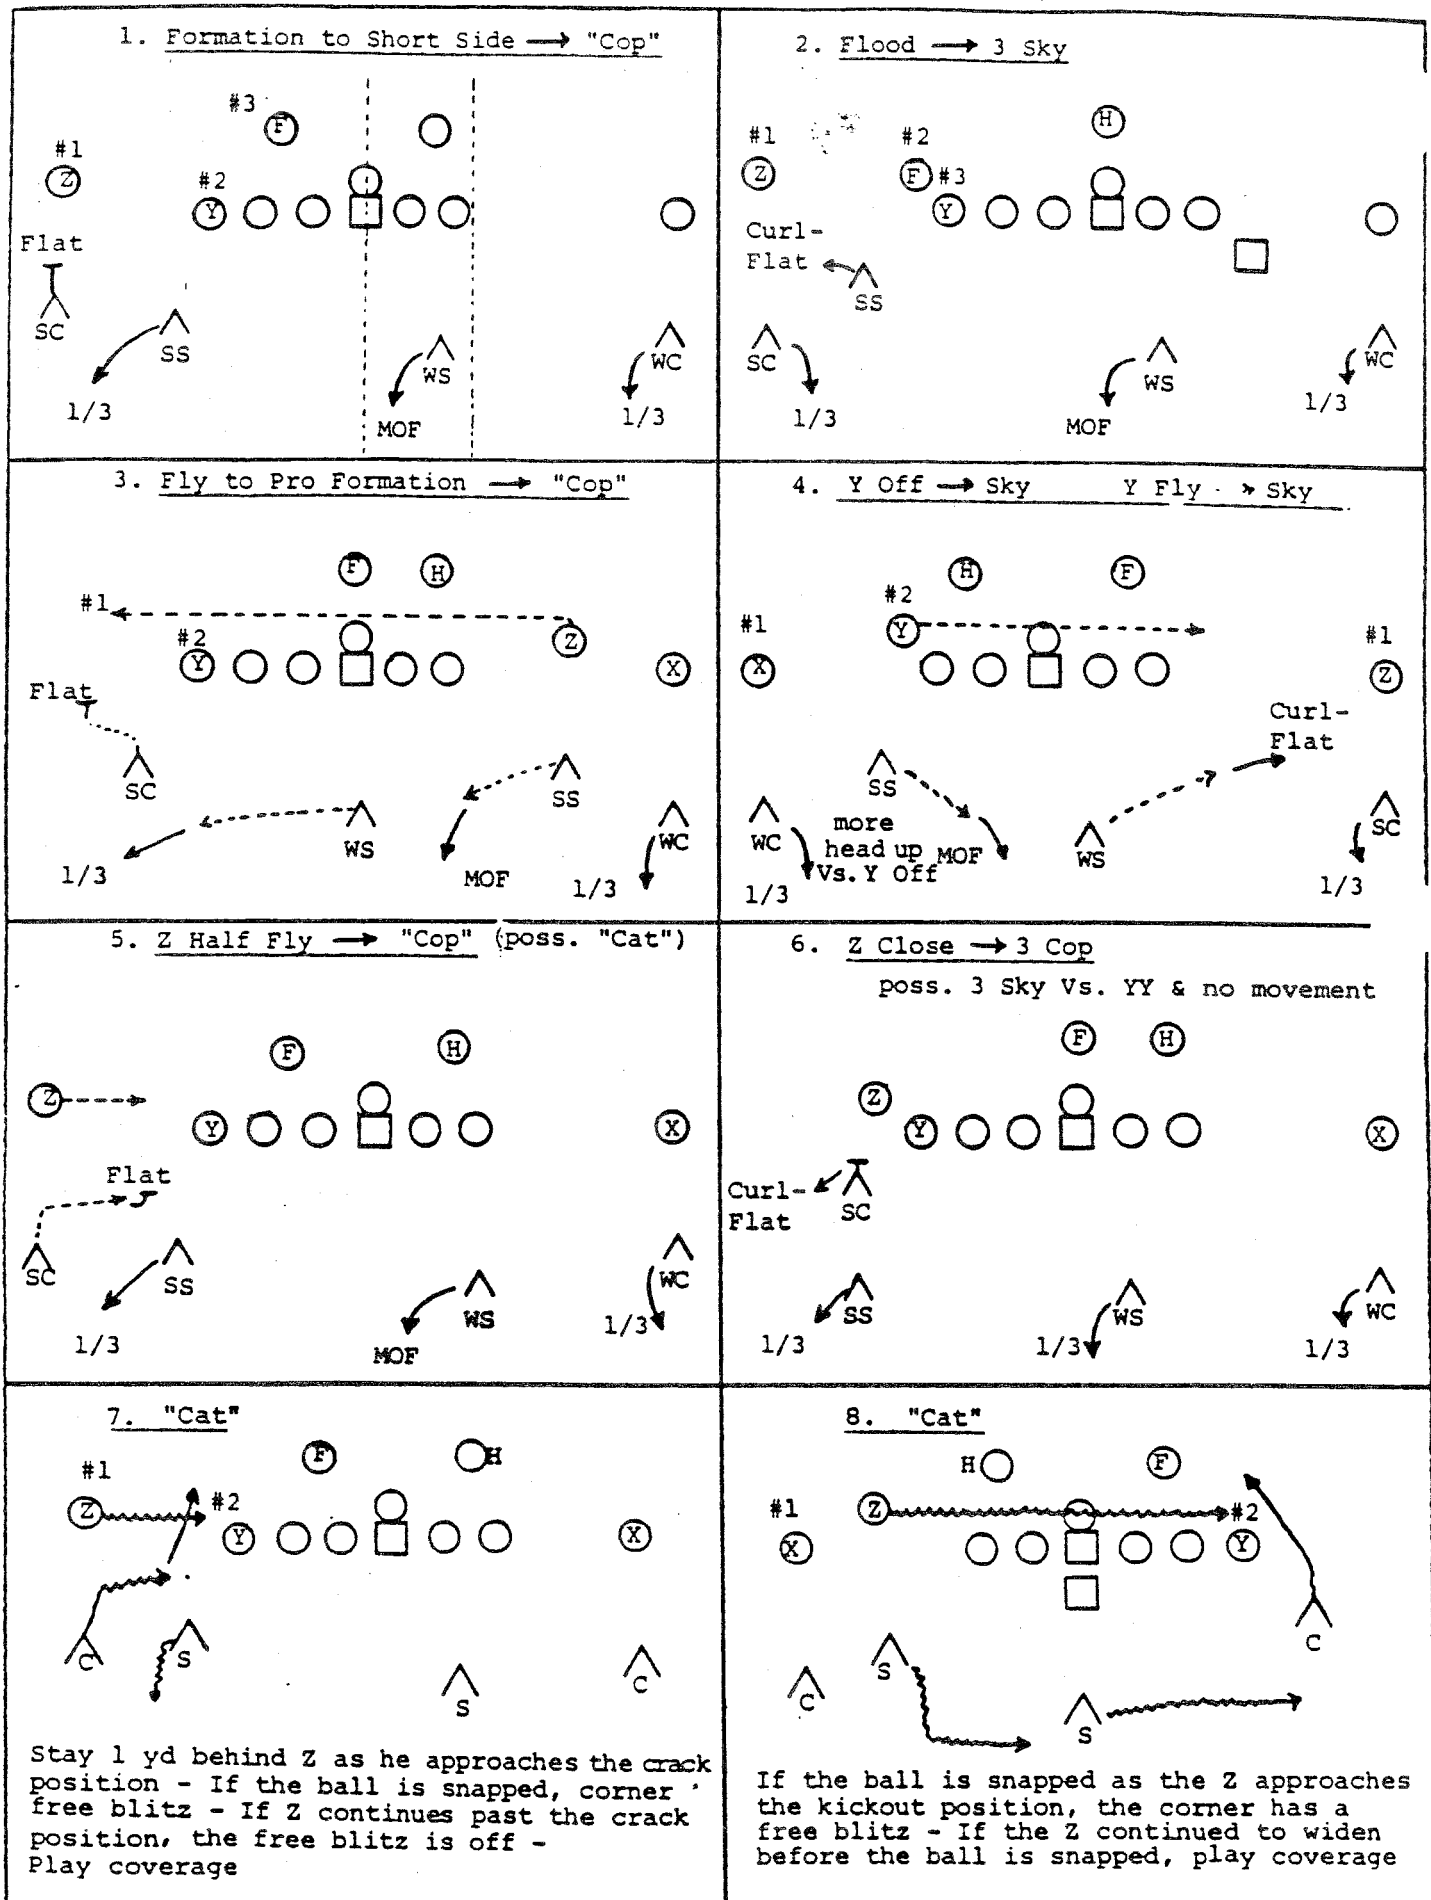 1. Formation to Short Side → "Cop"
#3
F
#1
Z
#2
Y
Flat
SC
SS
WS
WC
1/3
MOF
1/3
2. Flood → 3 Sky
H
#1
#2
Z
F
#3
Y
Curl-
Flat
SS
SC
WS
WC
1/3
MOF
1/3
3. Fly to Pro Formation → "Cop"
F
H
#1
#2
Z
Y
X
Flat
SC
SS
WS
WC
1/3
MOF
1/3
4. Y Off → Sky Y Fly → Sky
H
F
#2
#1
Y
#1
X
Z
Curl-
Flat
SS
WC
more
head up
Vs. Y Off
MOF
WS
SC
1/3
1/3
5. Z Half Fly → "Cop" (poss. "Cat")
F
H
Z
Y
X
Flat
SC
SS
WS
WC
1/3
MOF
1/3
6. Z Close → 3 Cop
poss. 3 Sky Vs. YY & no movement
F
H
Z
Y
X
Curl-
Flat
SC
SS
WS
WC
1/3
1/3
1/3
7. "Cat"
F
H
#1
Z
#2
Y
X
C
S
S
C
Stay 1 yd behind Z as he approaches the crack
position - If the ball is snapped, corner
free blitz - If Z continues past the crack
position, the free blitz is off -
Play coverage
8. "Cat"
H
F
#1
Z
#2
X
Y
C
S
C
S
If the ball is snapped as the Z approaches
the kickout position, the corner has a
free blitz - If the Z continued to widen
before the ball is snapped, play coverage